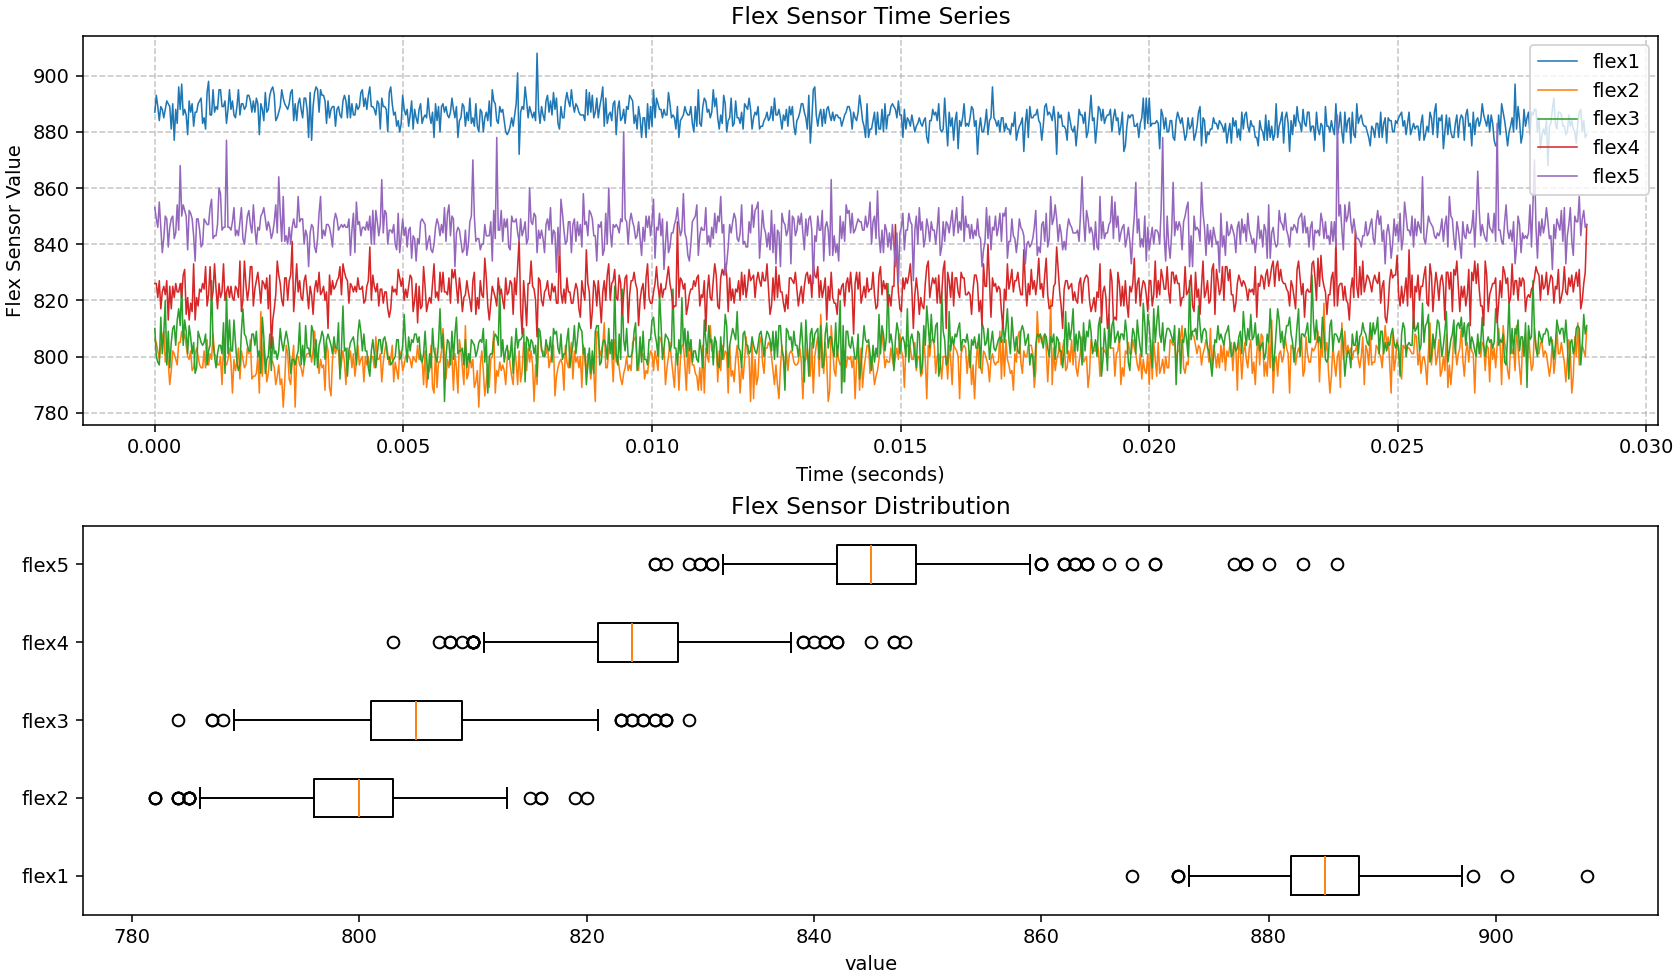 Flex Sensor Time Series
Flex Sensor Value
900
880
860
840
820
800
780
flex1
flex2
flex3
flex4
flex5
0.000 0.005 0.010 0.015 0.020 0.025 0.030
Time (seconds)
Flex Sensor Distribution
flex5
flex4
flex3
flex2
flex1
780 800 820 840 860 880 900
value